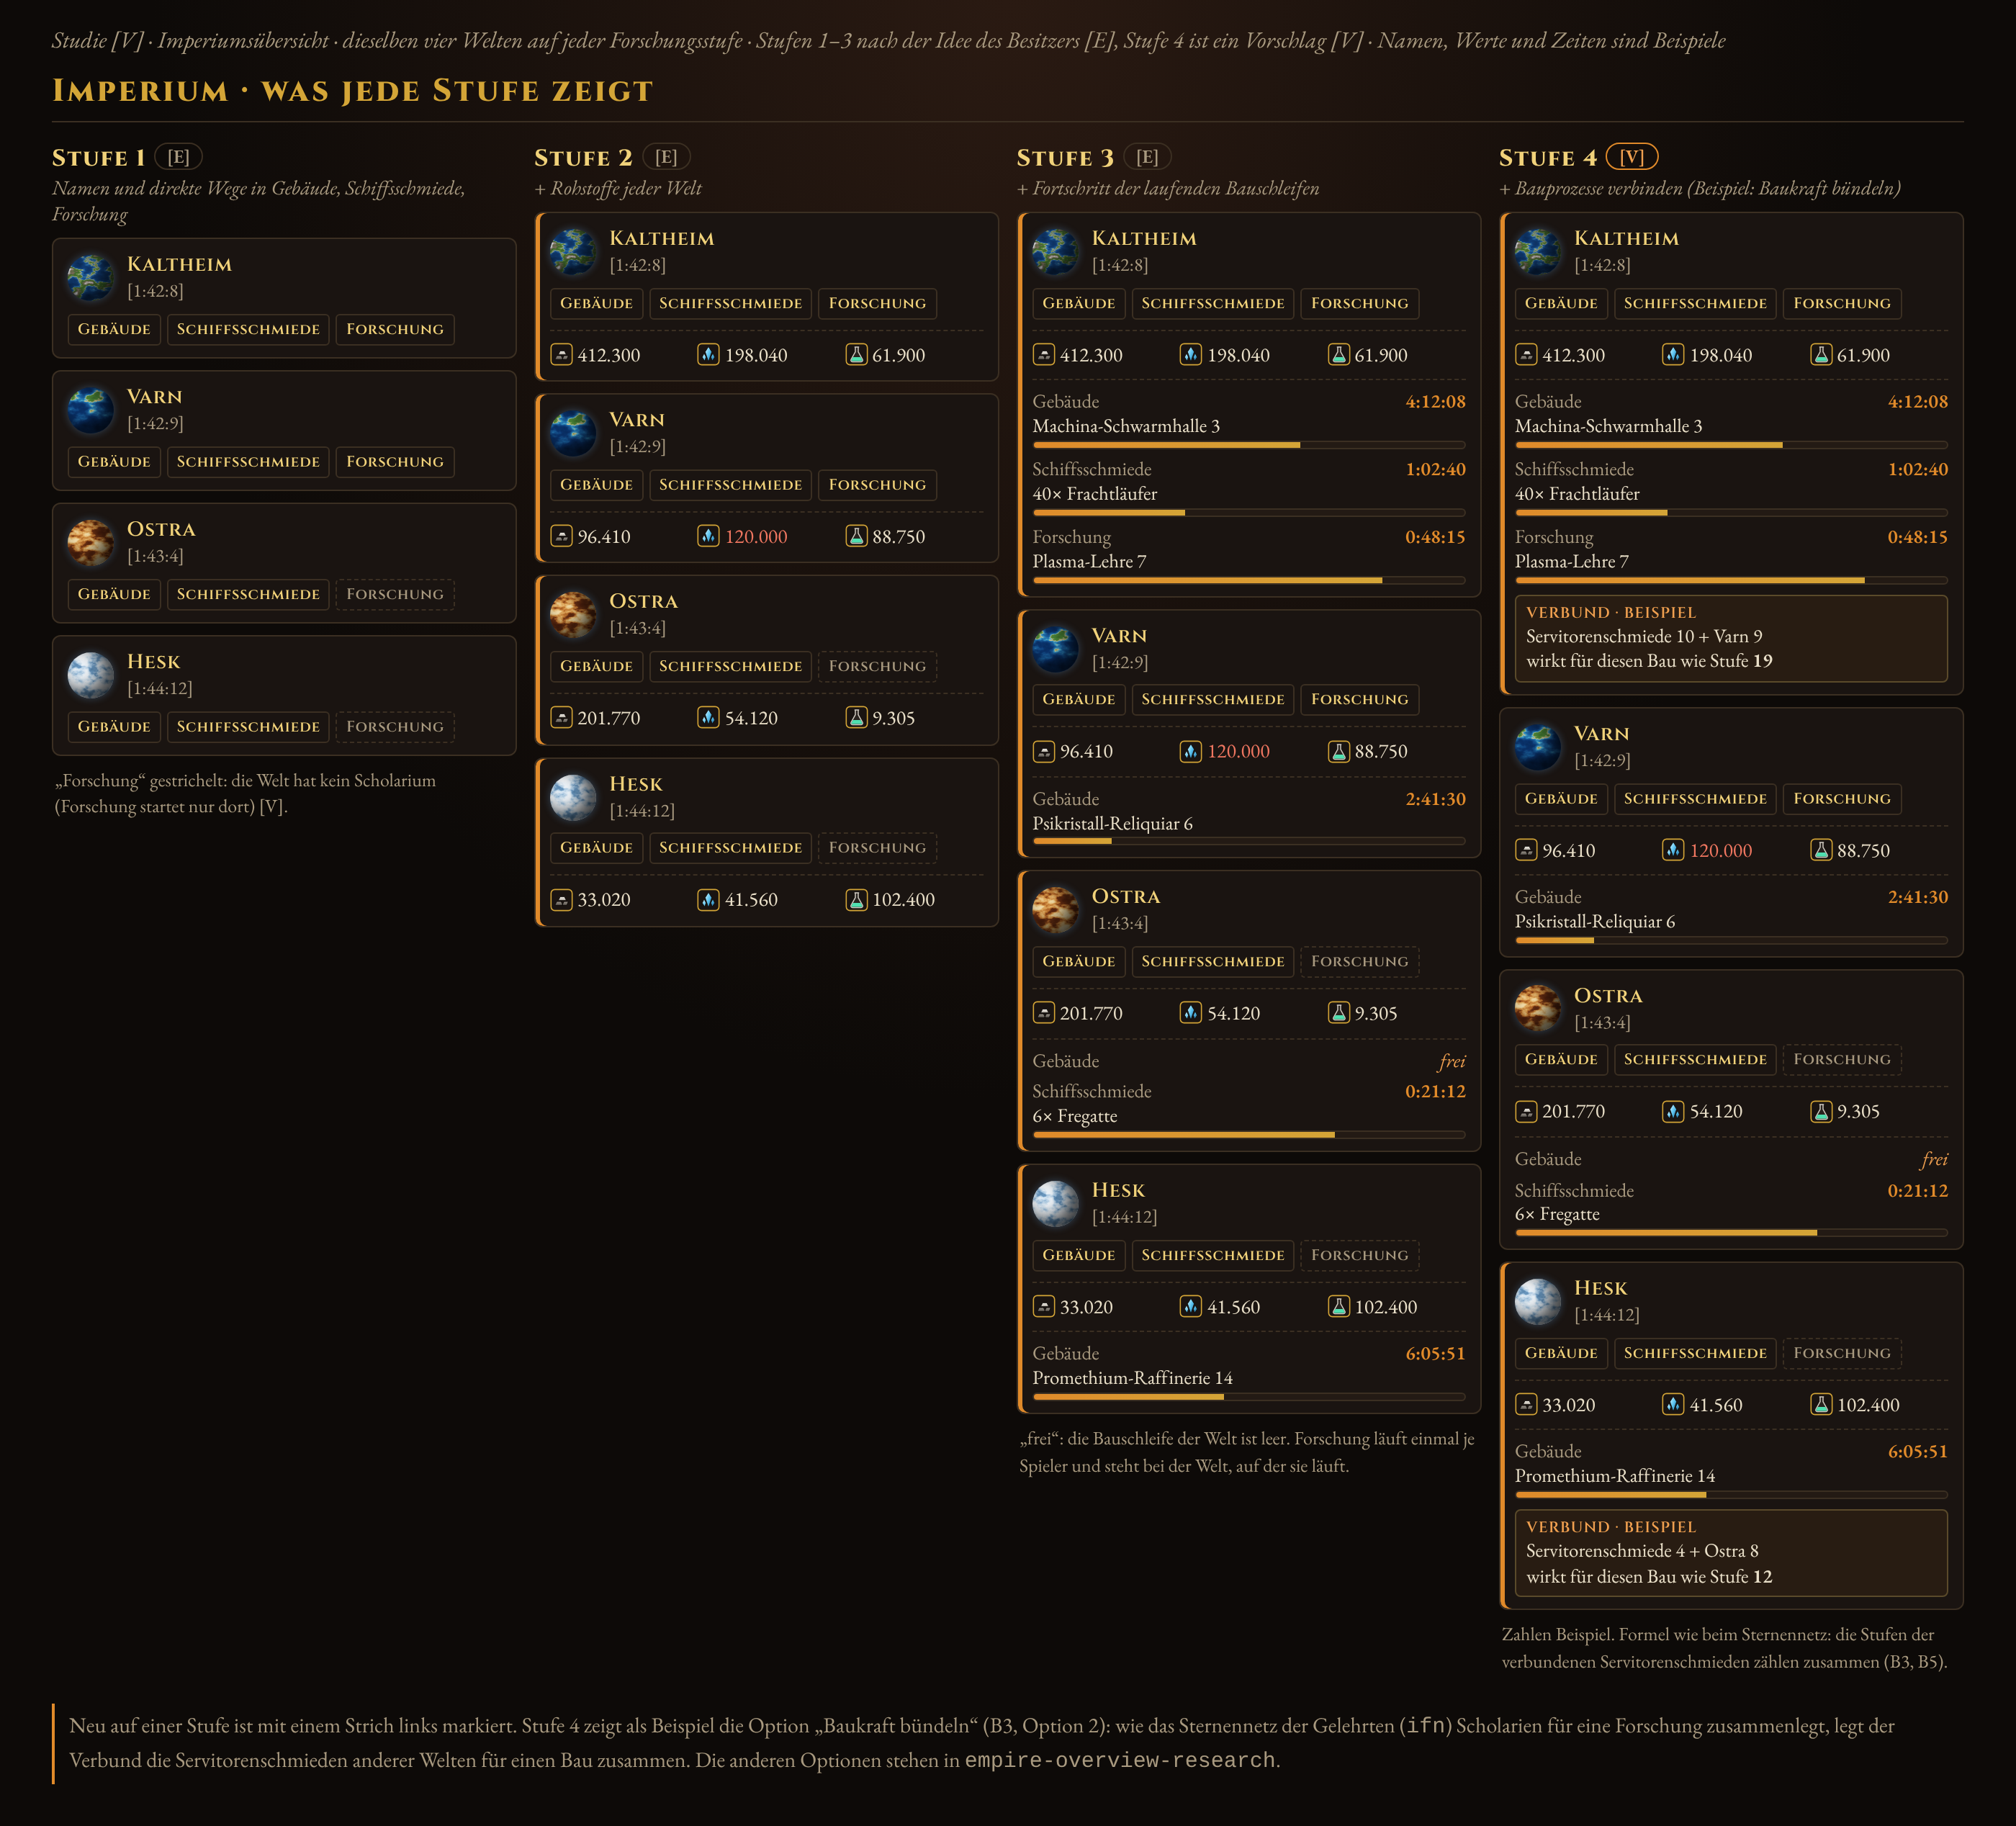 Studie [V] · Imperiumsübersicht · dieselben vier Welten auf jeder Forschungsstufe · Stufen 1–3 nach der Idee des Besitzers [E], Stufe 4 ist ein Vorschlag [V] · Namen, Werte und Zeiten sind Beispiele
Imperium · was jede Stufe zeigt
Stufe 1 [E]
Namen und direkte Wege in Gebäude, Schiffsschmiede,
Forschung
Kaltheim
[1:42:8]
Gebäude Schiffsschmiede Forschung
Varn
[1:42:9]
Gebäude Schiffsschmiede Forschung
Ostra
[1:43:4]
Gebäude Schiffsschmiede Forschung
Hesk
[1:44:12]
Gebäude Schiffsschmiede Forschung
„Forschung“ gestrichelt: die Welt hat kein Scholarium
(Forschung startet nur dort) [V].
Stufe 2 [E]
+ Rohstoffe jeder Welt
Kaltheim
[1:42:8]
Gebäude Schiffsschmiede Forschung
412.300 198.040 61.900
Varn
[1:42:9]
Gebäude Schiffsschmiede Forschung
96.410 120.000 88.750
Ostra
[1:43:4]
Gebäude Schiffsschmiede Forschung
201.770 54.120 9.305
Hesk
[1:44:12]
Gebäude Schiffsschmiede Forschung
33.020 41.560 102.400
Stufe 3 [E]
+ Fortschritt der laufenden Bauschleifen
Kaltheim
[1:42:8]
Gebäude Schiffsschmiede Forschung
412.300 198.040 61.900
Gebäude 4:12:08
Machina-Schwarmhalle 3
Schiffsschmiede 1:02:40
40× Frachtläufer
Forschung 0:48:15
Plasma-Lehre 7
Varn
[1:42:9]
Gebäude Schiffsschmiede Forschung
96.410 120.000 88.750
Gebäude 2:41:30
Psikristall-Reliquiar 6
Ostra
[1:43:4]
Gebäude Schiffsschmiede Forschung
201.770 54.120 9.305
Gebäude frei
Schiffsschmiede 0:21:12
6× Fregatte
Hesk
[1:44:12]
Gebäude Schiffsschmiede Forschung
33.020 41.560 102.400
Gebäude 6:05:51
Promethium-Raffinerie 14
„frei“: die Bauschleife der Welt ist leer. Forschung läuft einmal je
Spieler und steht bei der Welt, auf der sie läuft.
Stufe 4 [V]
+ Bauprozesse verbinden (Beispiel: Baukraft bündeln)
Kaltheim
[1:42:8]
Gebäude Schiffsschmiede Forschung
412.300 198.040 61.900
Gebäude 4:12:08
Machina-Schwarmhalle 3
Schiffsschmiede 1:02:40
40× Frachtläufer
Forschung 0:48:15
Plasma-Lehre 7
VERBUND · BEISPIEL
Servitorenschmiede 10 + Varn 9
wirkt für diesen Bau wie Stufe 19
Varn
[1:42:9]
Gebäude Schiffsschmiede Forschung
96.410 120.000 88.750
Gebäude 2:41:30
Psikristall-Reliquiar 6
Ostra
[1:43:4]
Gebäude Schiffsschmiede Forschung
201.770 54.120 9.305
Gebäude frei
Schiffsschmiede 0:21:12
6× Fregatte
Hesk
[1:44:12]
Gebäude Schiffsschmiede Forschung
33.020 41.560 102.400
Gebäude 6:05:51
Promethium-Raffinerie 14
VERBUND · BEISPIEL
Servitorenschmiede 4 + Ostra 8
wirkt für diesen Bau wie Stufe 12
Zahlen Beispiel. Formel wie beim Sternennetz: die Stufen der
verbundenen Servitorenschmieden zählen zusammen (B3, B5).
Neu auf einer Stufe ist mit einem Strich links markiert. Stufe 4 zeigt als Beispiel die Option „Baukraft bündeln“ (B3, Option 2): wie das Sternennetz der Gelehrten (ifn) Scholarien für eine Forschung zusammenlegt, legt der
Verbund die Servitorenschmieden anderer Welten für einen Bau zusammen. Die anderen Optionen stehen in empire-overview-research.